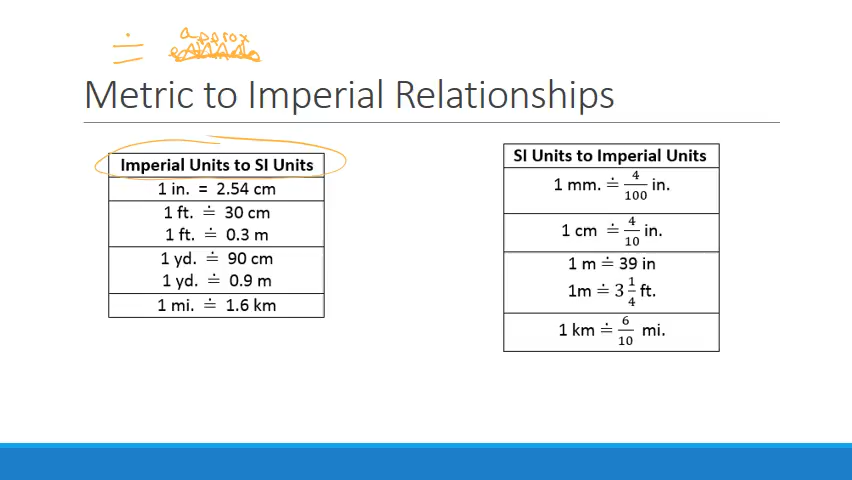 ≐ approx
Metric to Imperial Relationships
Imperial Units to SI Units
1 in. = 2.54 cm
1 ft. ≐ 30 cm
1 ft. ≐ 0.3 m
1 yd. ≐ 90 cm
1 yd. ≐ 0.9 m
1 mi. ≐ 1.6 km
SI Units to Imperial Units
1 mm. ≐ 4/100 in.
1 cm ≐ 4/10 in.
1 m ≐ 39 in
1m ≐ 3 1/4 ft.
1 km ≐ 6/10 mi.